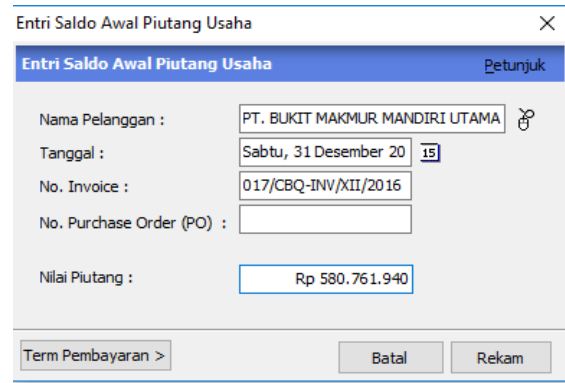 Entri Saldo Awal Piutang Usaha
Entri Saldo Awal Piutang Usaha Petunjuk
Nama Pelanggan : PT. BUKIT MAKMUR MANDIRI UTAMA
Tanggal : Sabtu, 31 Desember 20 15
No. Invoice : 017/CBQ-INV/XII/2016
No. Purchase Order (PO) :
Nilai Piutang : Rp 580.761.940
Term Pembayaran > Batal Rekam